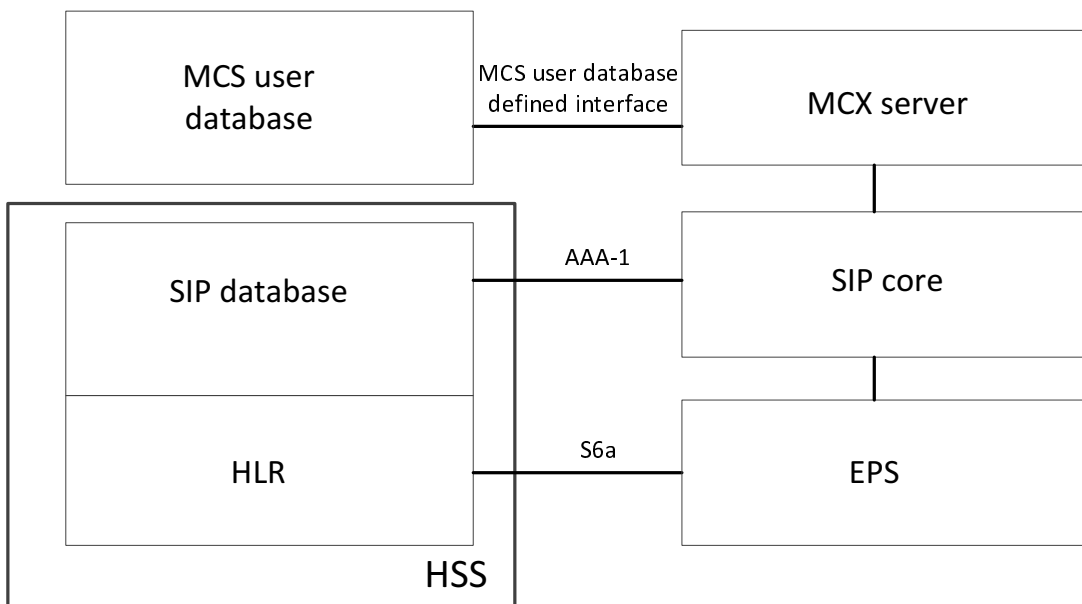 MCS user
database
MCS user database
defined interface
MCX server
SIP database
AAA-1
SIP core
HLR
S6a
EPS
HSS